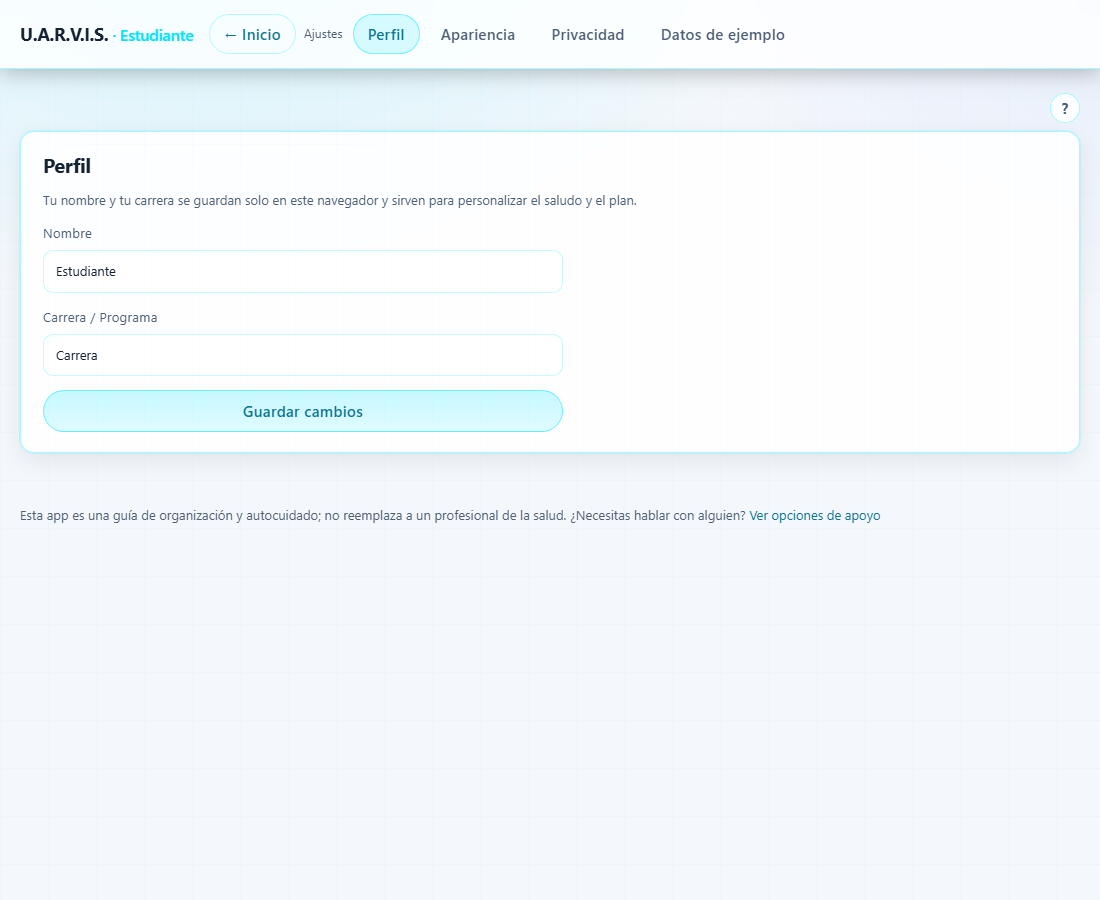 U.A.R.V.I.S. · Estudiante ← Inicio Ajustes Perfil Apariencia Privacidad Datos de ejemplo
?
Perfil
Tu nombre y tu carrera se guardan solo en este navegador y sirven para personalizar el saludo y el plan.
Nombre
Estudiante
Carrera / Programa
Carrera
Guardar cambios
Esta app es una guía de organización y autocuidado; no reemplaza a un profesional de la salud. ¿Necesitas hablar con alguien? Ver opciones de apoyo